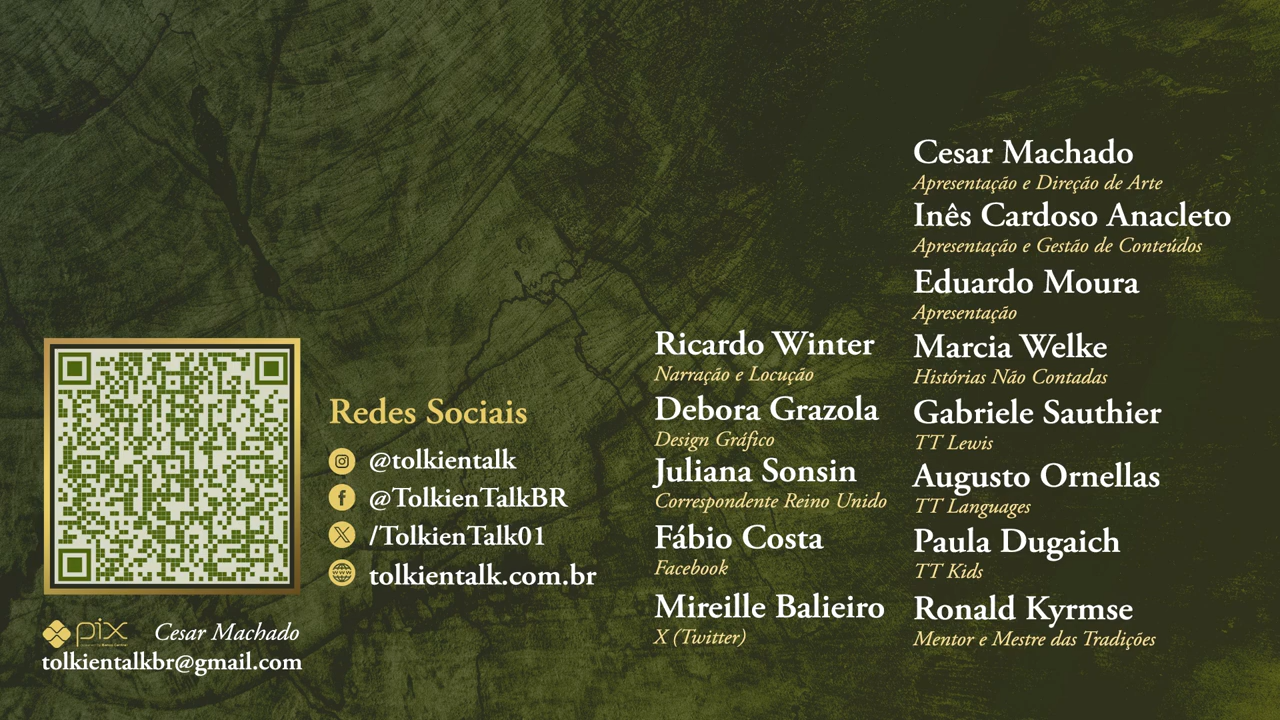 pix
Cesar Machado
tolkientalkbr@gmail.com
Redes Sociais
@tolkientalk
@TolkienTalkBR
/TolkienTalk01
tolkientalk.com.br
Ricardo Winter
Narração e Locução
Debora Grazola
Design Gráfico
Juliana Sonsin
Correspondente Reino Unido
Fábio Costa
Facebook
Mireille Balieiro
X (Twitter)
Cesar Machado
Apresentação e Direção de Arte
Inês Cardoso Anacleto
Apresentação e Gestão de Conteúdos
Eduardo Moura
Apresentação
Marcia Welke
Histórias Não Contadas
Gabriele Sauthier
TT Lewis
Augusto Ornellas
TT Languages
Paula Dugaich
TT Kids
Ronald Kyrmse
Mentor e Mestre das Tradições